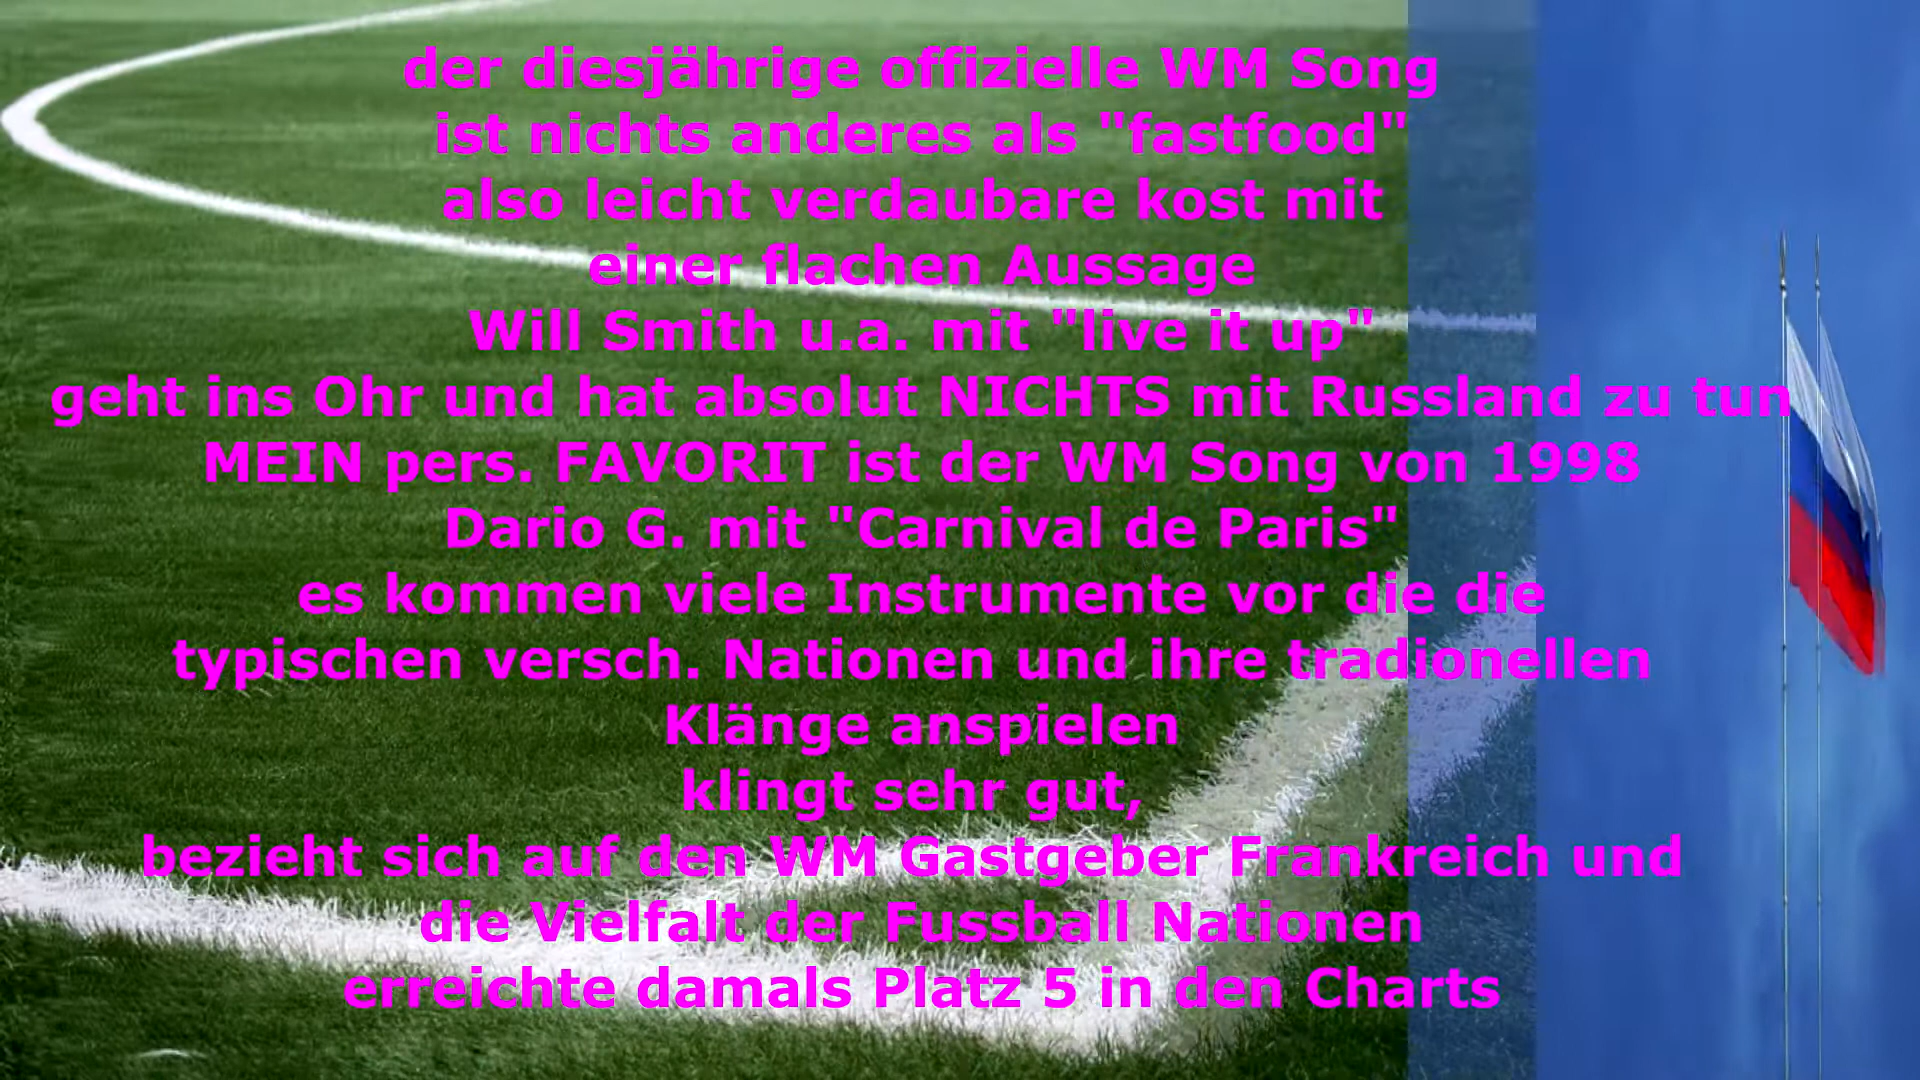 der diesjährige offizielle WM Song
ist nichts anderes als "fastfood"
also leicht verdaubare kost mit
einer flachen Aussage
Will Smith u.a. mit "live it up"
geht ins Ohr und hat absolut NICHTS mit Russland zu tun
MEIN pers. FAVORIT ist der WM Song von 1998
Dario G. mit "Carnival de Paris"
es kommen viele Instrumente vor die die
typischen versch. Nationen und ihre tradionellen
Klänge anspielen
klingt sehr gut,
bezieht sich auf den WM Gastgeber Frankreich und
die Vielfalt der Fussball Nationen
erreichte damals Platz 5 in den Charts